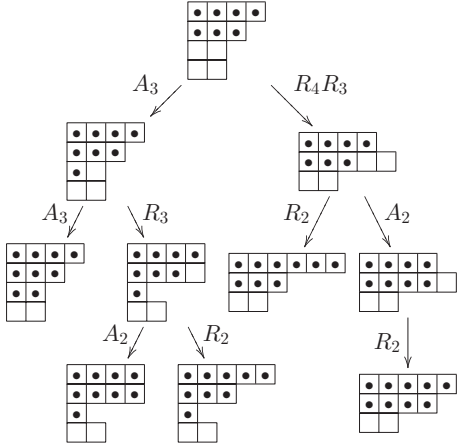 A₃ R₄R₃
A₃ R₃ R₂ A₂
A₂ R₂ R₂